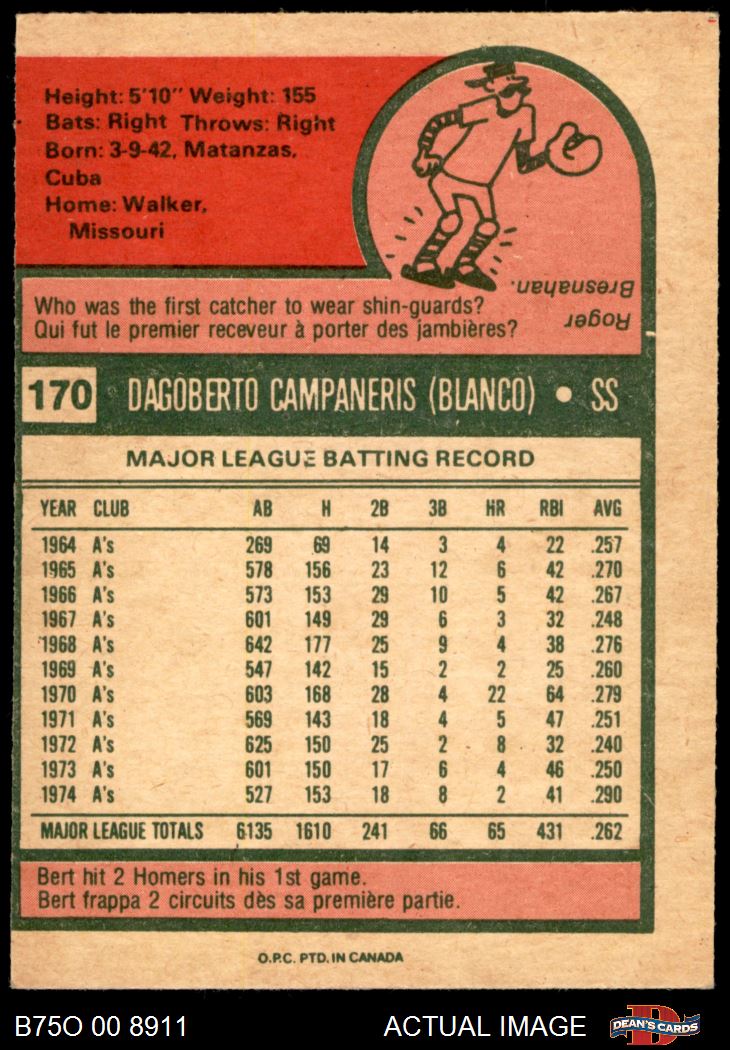 Height: 5'10" Weight: 155
Bats: Right Throws: Right
Born: 3-9-42, Matanzas,
Cuba
Home: Walker,
Missouri
Who was the first catcher to wear shin-guards?
Qui fut le premier receveur à porter des jambières?
Roger
Bresnahan.
170 DAGOBERTO CAMPANERIS (BLANCO) • SS
MAJOR LEAGUE BATTING RECORD
YEAR CLUB AB H 2B 3B HR RBI AVG
1964 A's 269 69 14 3 4 22 .257
1965 A's 578 156 23 12 6 42 .270
1966 A's 573 153 29 10 5 42 .267
1967 A's 601 149 29 6 3 32 .248
1968 A's 642 177 25 9 4 38 .276
1969 A's 547 142 15 2 2 25 .260
1970 A's 603 168 28 4 22 64 .279
1971 A's 569 143 18 4 5 47 .251
1972 A's 625 150 25 2 8 32 .240
1973 A's 601 150 17 6 4 46 .250
1974 A's 527 153 18 8 2 41 .290
MAJOR LEAGUE TOTALS 6135 1610 241 66 65 431 .262
Bert hit 2 Homers in his 1st game.
Bert frappa 2 circuits dès sa première partie.
O.P.C. PTD. IN CANADA
B75O 00 8911 ACTUAL IMAGE D DEAN'S CARDS